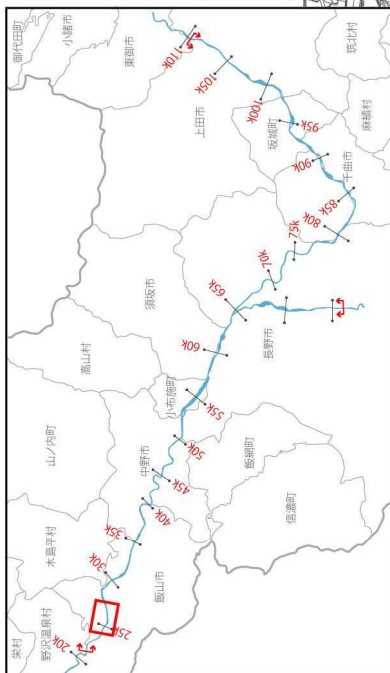 御代田町
小諸市
東御市
110k
105k
上田市
100k
筑北村
麻績村
坂城町
95k
90k
千曲市
85k
80k
75k
70k
65k
長野市
須坂市
60k
高山村
小布施町
55k
50k
山ノ内町
中野市
45k
飯綱町
信濃町
40k
35k
木島平村
30k
飯山市
25k
野沢温泉村
20k
栄村